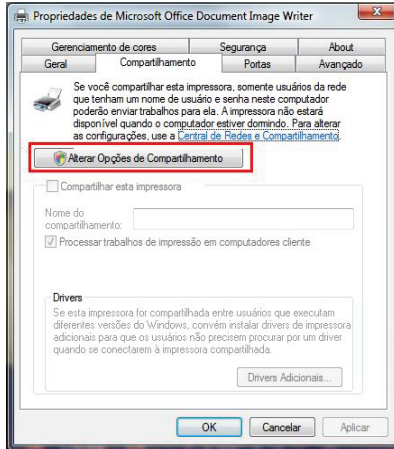 Propriedades de Microsoft Office Document Image Writer
Gerenciamento de cores Segurança About
Geral Compartilhamento Portas Avançado
Se você compartilhar esta impressora, somente usuários da rede
que tenham um nome de usuário e senha neste computador
poderão enviar trabalhos para ela. A impressora não estará
disponível quando o computador estiver dormindo. Para alterar
as configurações, use a Central de Redes e Compartilhamento.
Alterar Opções de Compartilhamento
Compartilhar esta impressora
Nome do
compartilhamento:
Processar trabalhos de impressão em computadores cliente
Drivers
Se esta impressora for compartilhada entre usuários que executam
diferentes versões do Windows, convém instalar drivers de impressora
adicionais para que os usuários não precisem procurar por um driver
quando se conectarem à impressora compartilhada.
Drivers Adicionais...
OK Cancelar Aplicar